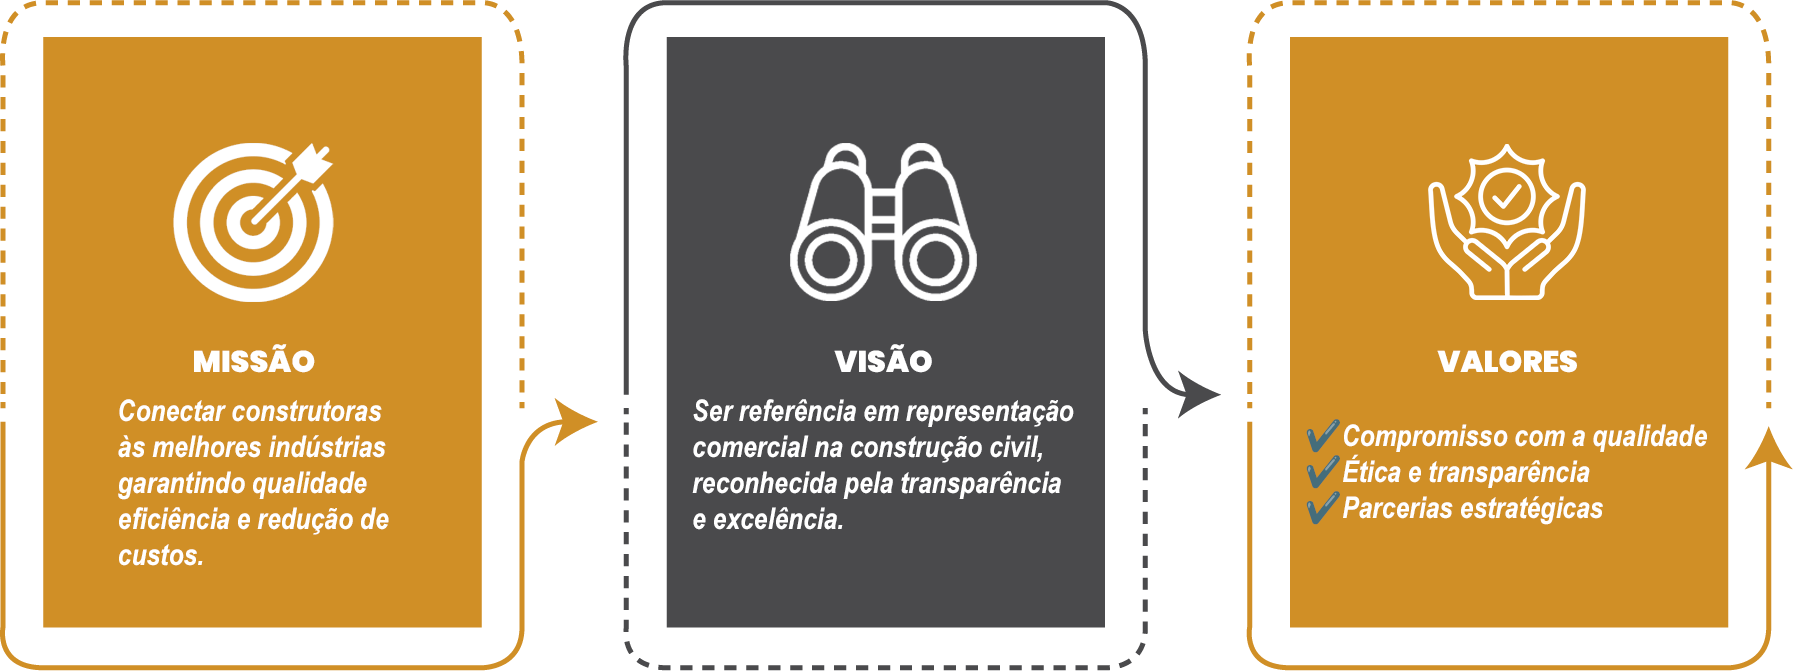 MISSÃO
Conectar construtoras
às melhores indústrias
garantindo qualidade
eficiência e redução de
custos.
VISÃO
Ser referência em representação
comercial na construção civil,
reconhecida pela transparência
e excelência.
VALORES
✔Compromisso com a qualidade
✔Ética e transparência
✔Parcerias estratégicas